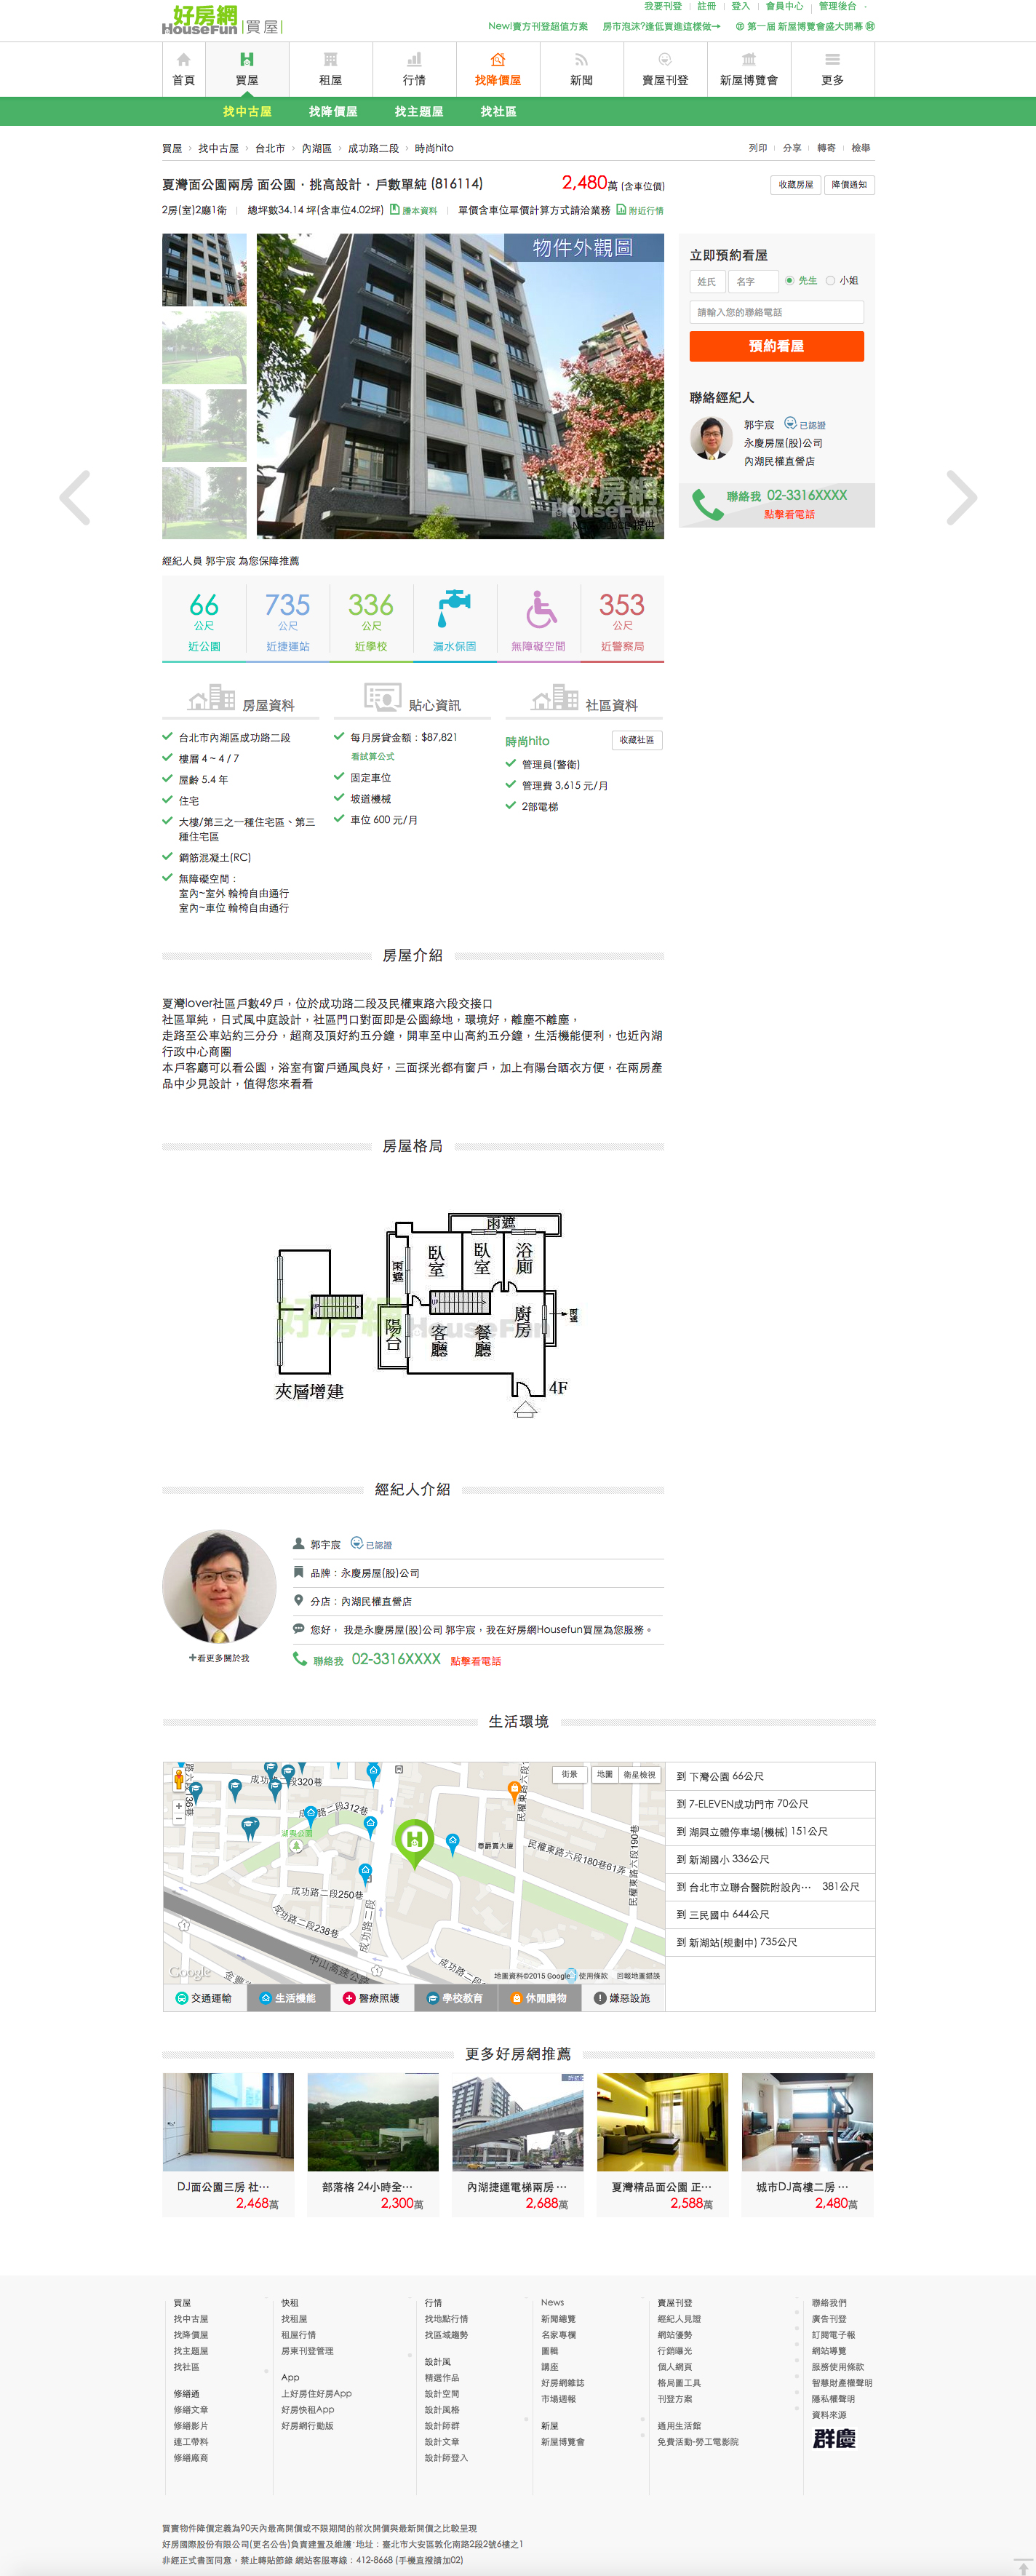 好房網 HouseFun 買屋
我要刊登 註冊 登入 會員中心 管理後台
New!賣方刊登超值方案 房市泡沫?逢低買進這樣做→ 第一屆 新屋博覽會盛大開幕
首頁 買屋 租屋 行情 找降價屋 新聞 賣屋刊登 新屋博覽會 更多
找中古屋 找降價屋 找主題屋 找社區
買屋 › 找中古屋 › 台北市 › 內湖區 › 成功路二段 › 時尚hito
列印 分享 轉寄 檢舉
夏灣面公園兩房 面公園．挑高設計．戶數單純 (816114)
2,480萬 (含車位價)
收藏房屋 降價通知
2房(室)2廳1衛 總坪數34.14 坪(含車位4.02坪) 謄本資料 單價含車位單價計算方式請洽業務 附近行情
物件外觀圖
好房網
HouseFun
提供
立即預約看屋
姓氏 名字 先生 小姐
請輸入您的聯絡電話
預約看屋
聯絡經紀人
郭宇宸 已認證
永慶房屋(股)公司
內湖民權直營店
聯絡我 02-3316XXXX
點擊看電話
經紀人員 郭宇宸 為您保障推薦
66 735 336 353
公尺 公尺 公尺 公尺
近公園 近捷運站 近學校 漏水保固 無障礙空間 近警察局
房屋資料
台北市內湖區成功路二段
樓層 4 ~ 4 / 7
屋齡 5.4 年
住宅
大樓/第三之一種住宅區、第三
種住宅區
鋼筋混凝土(RC)
無障礙空間：
室內~室外 輪椅自由通行
室內~車位 輪椅自由通行
貼心資訊
每月房貸金額：$87,821
看試算公式
固定車位
坡道機械
車位 600 元/月
社區資料
時尚hito 收藏社區
管理員(警衛)
管理費 3,615 元/月
2部電梯
房屋介紹
夏灣lover社區戶數49戶，位於成功路二段及民權東路六段交接口
社區單純，日式風中庭設計，社區門口對面即是公園綠地，環境好，離塵不離塵，
走路至公車站約三分分，超商及頂好約五分鐘，開車至中山高約五分鐘，生活機能便利，也近內湖
行政中心商圈
本戶客廳可以看公園，浴室有窗戶通風良好，三面採光都有窗戶，加上有陽台晒衣方便，在兩房產
品中少見設計，值得您來看看
房屋格局
雨遮
雨遮 臥室 臥室 浴廁
UP
UP
陽台 客廳 餐廳 廚房 雨遮
好房網 HouseFun
夾層增建
4F
經紀人介紹
郭宇宸 已認證
品牌：永慶房屋(股)公司
分店：內湖民權直營店
您好， 我是永慶房屋(股)公司 郭宇宸，我在好房網Housefun買屋為您服務。
聯絡我 02-3316XXXX 點擊看電話
+看更多關於我
生活環境
街景 地圖 衛星檢視
成功路二段320巷
成功路二段312巷
湖興公園
尊爵賓大廈
民權東路六段180巷61弄
民權東路六段190巷
成功路二段250巷
成功路二段238巷
成功路二段
中山高速公路
Google
地圖資料©2015 Google 使用條款 回報地圖錯誤
到 下灣公園 66公尺
到 7-ELEVEN成功門市 70公尺
到 湖興立體停車場(機械) 151公尺
到 新湖國小 336公尺
到 台北市立聯合醫院附設內… 381公尺
到 三民國中 644公尺
到 新湖站(規劃中) 735公尺
交通運輸 生活機能 醫療照護 學校教育 休閒購物 嫌惡設施
更多好房網推薦
DJ面公園三房 社…
2,468萬
部落格 24小時全…
2,300萬
內湖捷運電梯兩房 …
2,688萬
夏灣精品面公園 正…
2,588萬
城市DJ高樓二房 …
2,480萬
買屋
找中古屋
找降價屋
找主題屋
找社區
修繕通
修繕文章
修繕影片
連工帶料
修繕廠商
快租
找租屋
租屋行情
房東刊登管理
App
上好房住好房App
好房快租App
好房網行動版
行情
找地點行情
找區域趨勢
設計風
精選作品
設計空間
設計風格
設計師群
設計文章
設計師登入
News
新聞總覽
名家專欄
圖輯
講座
好房網雜誌
市場週報
新屋
新屋博覽會
賣屋刊登
經紀人見證
網站優勢
行銷曝光
個人網頁
格局圖工具
刊登方案
通用生活館
免費活動-勞工電影院
聯絡我們
廣告刊登
訂閱電子報
網站導覽
服務使用條款
智慧財產權聲明
隱私權聲明
資料來源
群慶
買賣物件降價定義為90天內最高開價或不限期間的前次開價與最新開價之比較呈現
好房國際股份有限公司(更名公告)負責建置及維護‧地址：臺北市大安區敦化南路2段2號6樓之1
非經正式書面同意，禁止轉貼節錄 網站客服專線：412-8668 (手機直撥請加02)